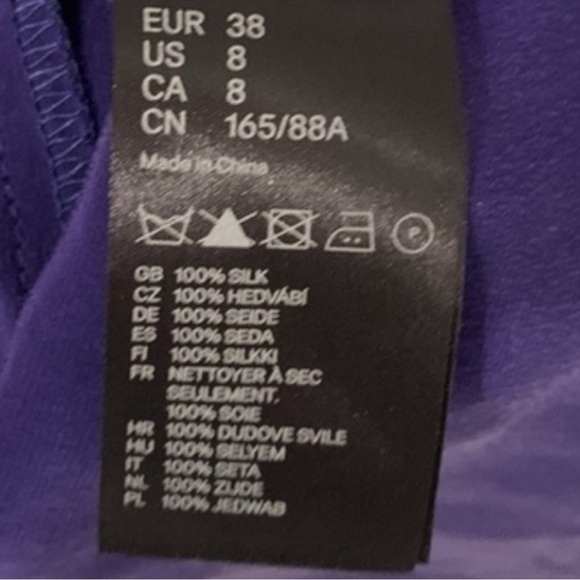 EUR 38
US 8
CA 8
CN 165/88A
Made in China
P
GB 100% SILK
CZ 100% HEDVÁBÍ
DE 100% SEIDE
ES 100% SEDA
FI 100% SILKKI
FR NETTOYER À SEC
SEULEMENT.
100% SOIE
HR 100% DUDOVE SVILE
HU 100% SELYEM
IT 100% SETA
NL 100% ZIJDE
PL 100% JEDWAB